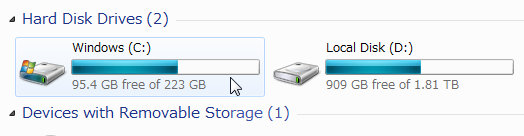 Hard Disk Drives (2)
Windows (C:)
95.4 GB free of 223 GB
Local Disk (D:)
909 GB free of 1.81 TB
Devices with Removable Storage (1)